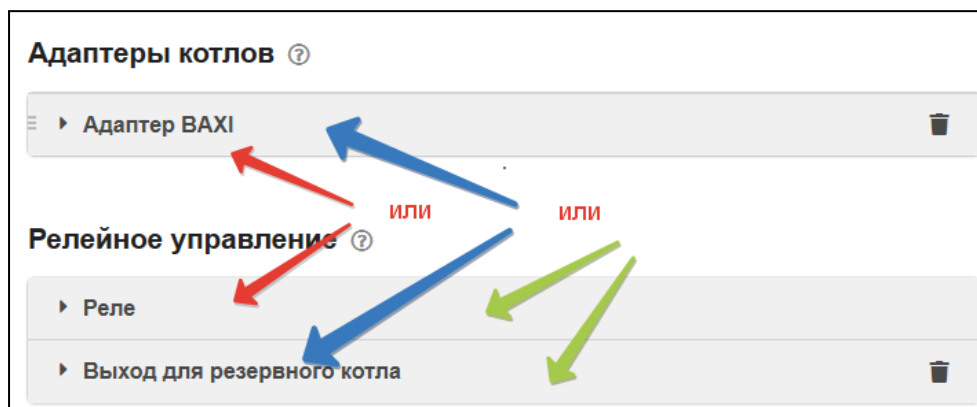 Адаптеры котлов ?
Адаптер BAXI
или
или
Релейное управление ?
Реле
Выход для резервного котла